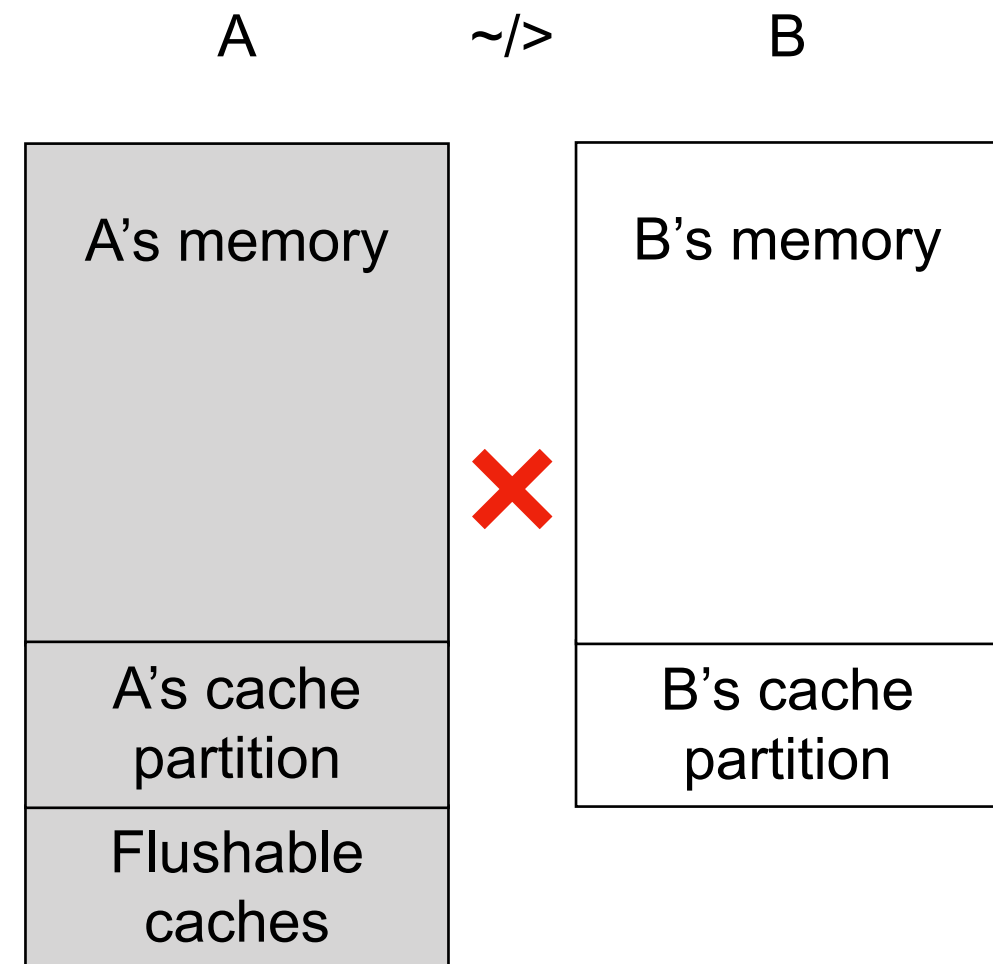 A ~/> B
A’s memory
B’s memory
A’s cache
partition
B’s cache
partition
Flushable
caches